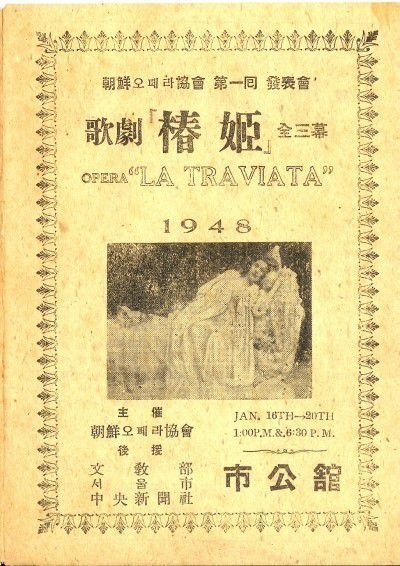 朝鮮오페라協會 第一回 發表會
歌劇『椿姬』全三幕
OPERA “LA TRAVIATA”
1948
主催
朝鮮오페라協會
後援
文敎部
서울市
中央新聞社
JAN. 16TH—20TH
1:00P.M.&.6:30 P.M.
市公舘